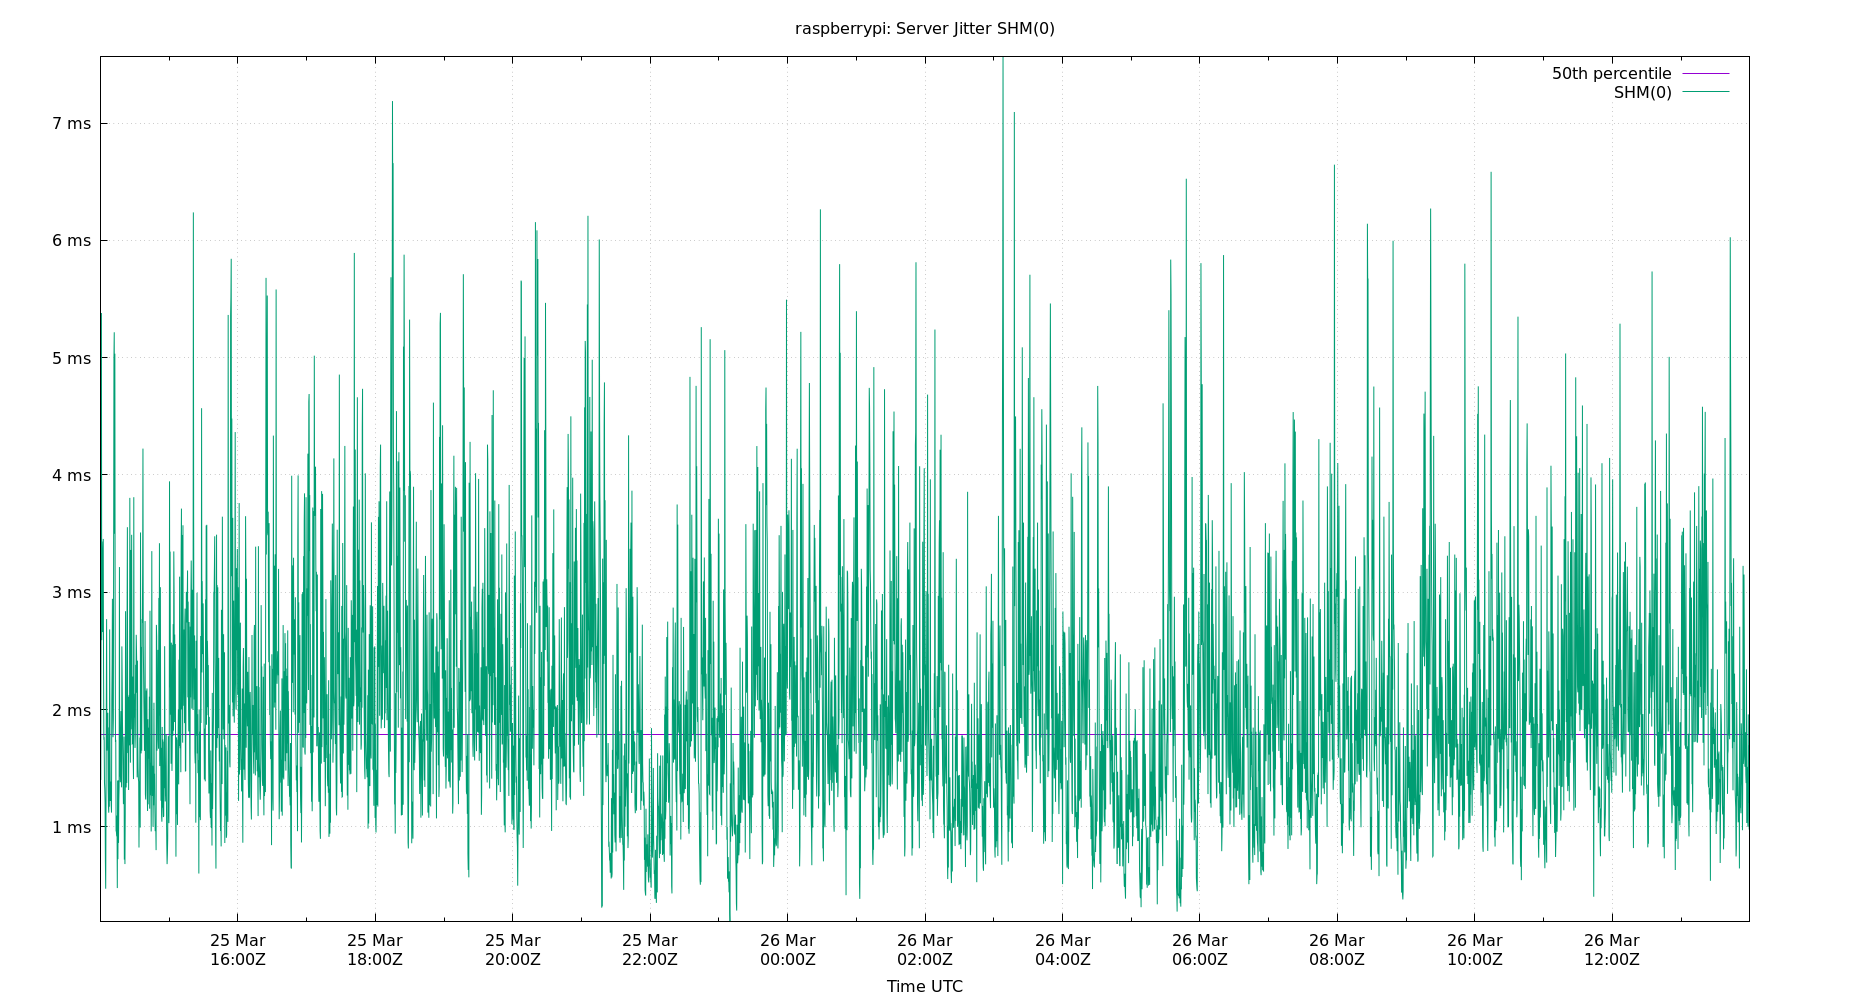 raspberrypi: Server Jitter SHM(0)
50th percentile
SHM(0)
7 ms
6 ms
5 ms
4 ms
3 ms
2 ms
1 ms
25 Mar 25 Mar 25 Mar 25 Mar 26 Mar 26 Mar 26 Mar 26 Mar 26 Mar 26 Mar 26 Mar
16:00Z 18:00Z 20:00Z 22:00Z 00:00Z 02:00Z 04:00Z 06:00Z 08:00Z 10:00Z 12:00Z
Time UTC